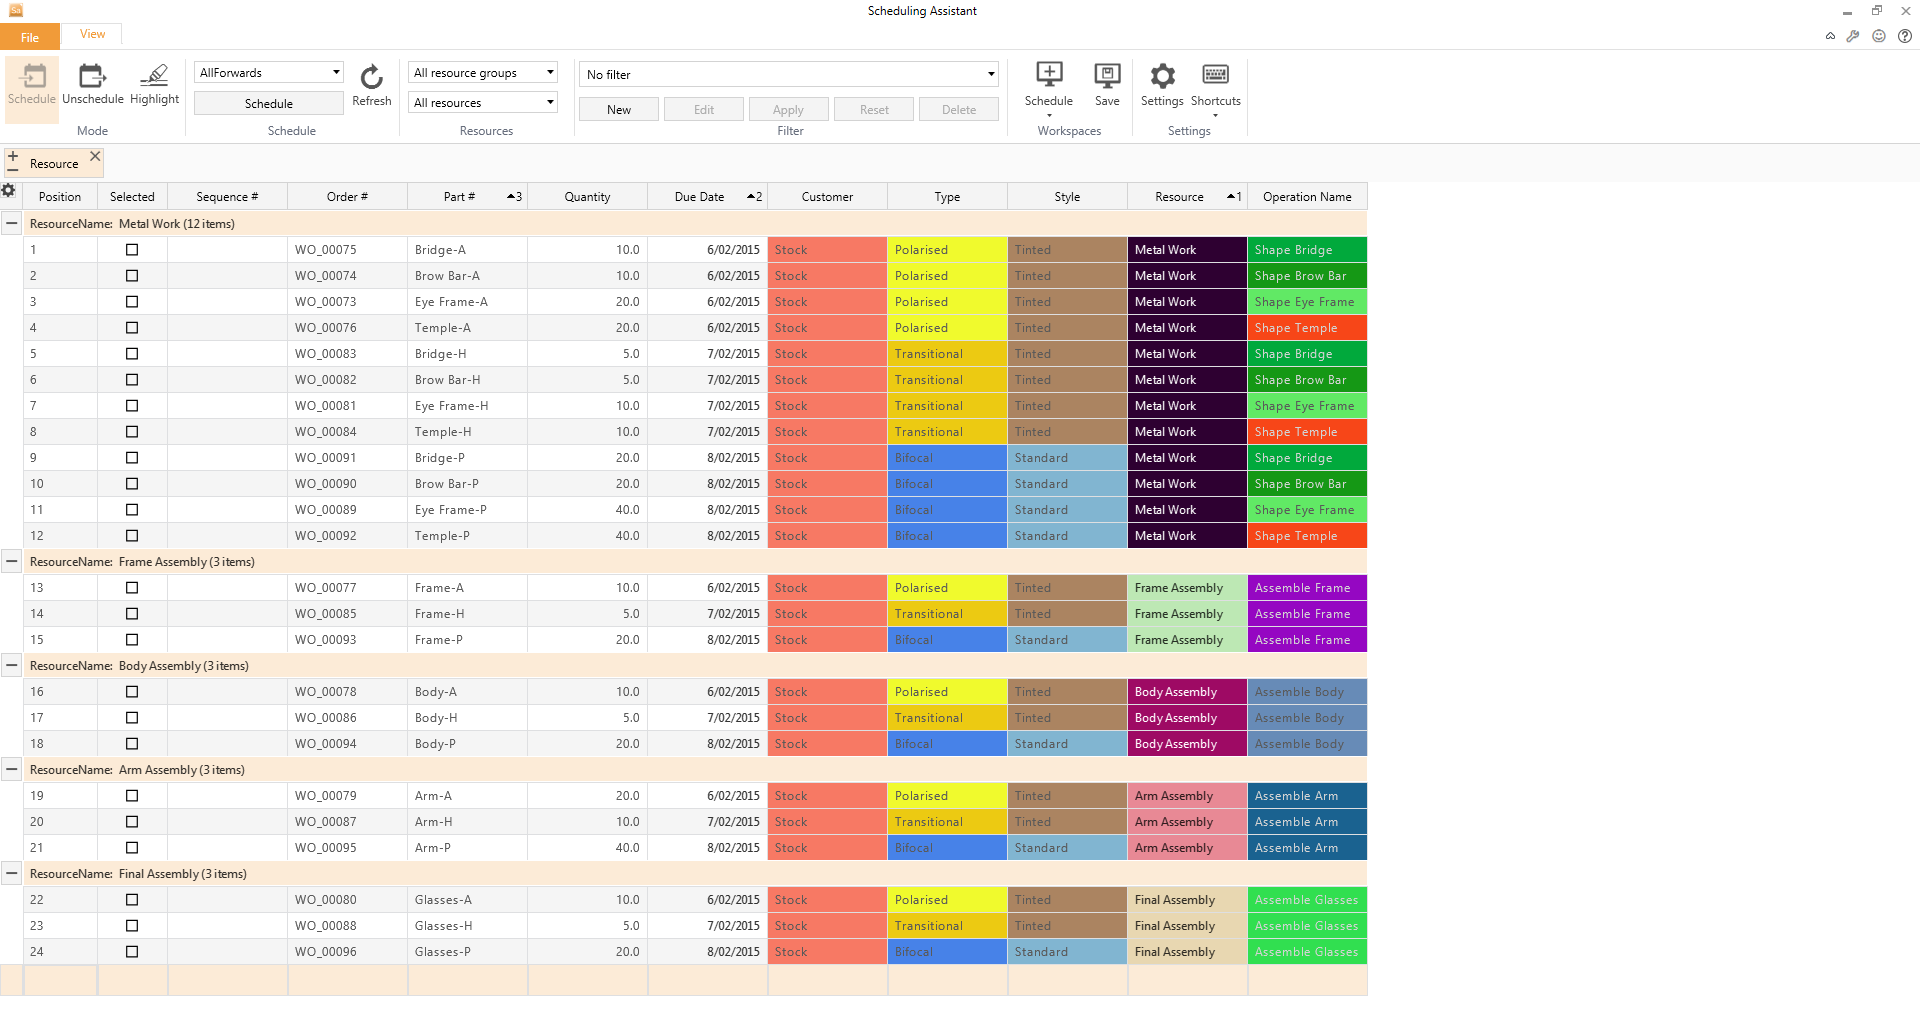 Sa Scheduling Assistant
File View
Schedule Unschedule Highlight
Mode
AllForwards
Schedule
Refresh
Schedule
All resource groups
All resources
Resources
No filter
New Edit Apply Reset Delete
Filter
Schedule Save
Workspaces
Settings Shortcuts
Settings
Resource
Position Selected Sequence # Order # Part # 3 Quantity Due Date 2 Customer Type Style Resource 1 Operation Name
ResourceName: Metal Work (12 items)
1 WO_00075 Bridge-A 10.0 6/02/2015 Stock Polarised Tinted Metal Work Shape Bridge
2 WO_00074 Brow Bar-A 10.0 6/02/2015 Stock Polarised Tinted Metal Work Shape Brow Bar
3 WO_00073 Eye Frame-A 20.0 6/02/2015 Stock Polarised Tinted Metal Work Shape Eye Frame
4 WO_00076 Temple-A 20.0 6/02/2015 Stock Polarised Tinted Metal Work Shape Temple
5 WO_00083 Bridge-H 5.0 7/02/2015 Stock Transitional Tinted Metal Work Shape Bridge
6 WO_00082 Brow Bar-H 5.0 7/02/2015 Stock Transitional Tinted Metal Work Shape Brow Bar
7 WO_00081 Eye Frame-H 10.0 7/02/2015 Stock Transitional Tinted Metal Work Shape Eye Frame
8 WO_00084 Temple-H 10.0 7/02/2015 Stock Transitional Tinted Metal Work Shape Temple
9 WO_00091 Bridge-P 20.0 8/02/2015 Stock Bifocal Standard Metal Work Shape Bridge
10 WO_00090 Brow Bar-P 20.0 8/02/2015 Stock Bifocal Standard Metal Work Shape Brow Bar
11 WO_00089 Eye Frame-P 40.0 8/02/2015 Stock Bifocal Standard Metal Work Shape Eye Frame
12 WO_00092 Temple-P 40.0 8/02/2015 Stock Bifocal Standard Metal Work Shape Temple
ResourceName: Frame Assembly (3 items)
13 WO_00077 Frame-A 10.0 6/02/2015 Stock Polarised Tinted Frame Assembly Assemble Frame
14 WO_00085 Frame-H 5.0 7/02/2015 Stock Transitional Tinted Frame Assembly Assemble Frame
15 WO_00093 Frame-P 20.0 8/02/2015 Stock Bifocal Standard Frame Assembly Assemble Frame
ResourceName: Body Assembly (3 items)
16 WO_00078 Body-A 10.0 6/02/2015 Stock Polarised Tinted Body Assembly Assemble Body
17 WO_00086 Body-H 5.0 7/02/2015 Stock Transitional Tinted Body Assembly Assemble Body
18 WO_00094 Body-P 20.0 8/02/2015 Stock Bifocal Standard Body Assembly Assemble Body
ResourceName: Arm Assembly (3 items)
19 WO_00079 Arm-A 20.0 6/02/2015 Stock Polarised Tinted Arm Assembly Assemble Arm
20 WO_00087 Arm-H 10.0 7/02/2015 Stock Transitional Tinted Arm Assembly Assemble Arm
21 WO_00095 Arm-P 40.0 8/02/2015 Stock Bifocal Standard Arm Assembly Assemble Arm
ResourceName: Final Assembly (3 items)
22 WO_00080 Glasses-A 10.0 6/02/2015 Stock Polarised Tinted Final Assembly Assemble Glasses
23 WO_00088 Glasses-H 5.0 7/02/2015 Stock Transitional Tinted Final Assembly Assemble Glasses
24 WO_00096 Glasses-P 20.0 8/02/2015 Stock Bifocal Standard Final Assembly Assemble Glasses